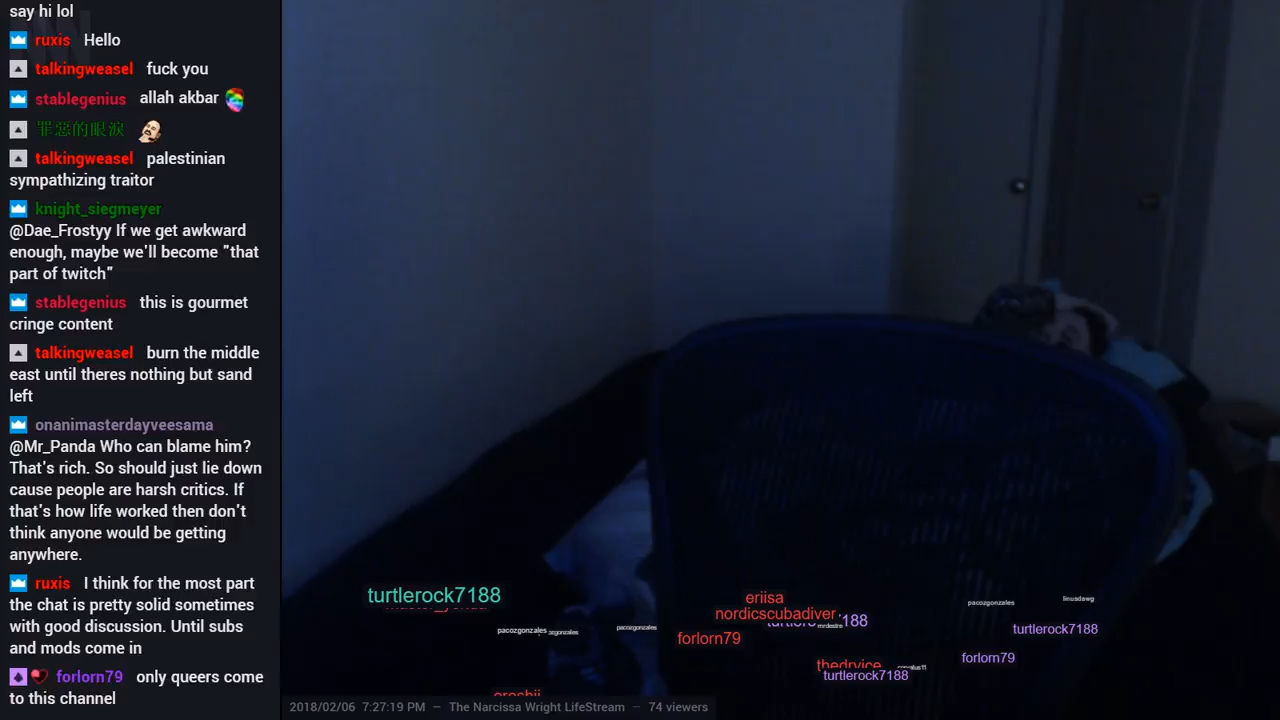 say hi lol
ruxis Hello
talkingweasel fuck you
stablegenius allah akbar
罪惡的眼淚
talkingweasel palestinian
sympathizing traitor
knight_siegmeyer
@Dae_Frostyy If we get awkward
enough, maybe we'll become "that
part of twitch"
stablegenius this is gourmet
cringe content
talkingweasel burn the middle
east until theres nothing but sand
left
onanimasterdayveesama
@Mr_Panda Who can blame him?
That's rich. So should just lie down
cause people are harsh critics. If
that's how life worked then don't
think anyone would be getting
anywhere.
ruxis I think for the most part
the chat is pretty solid sometimes
with good discussion. Until subs
and mods come in
forlorn79 only queers come
to this channel
turtlerock7188
pacozgonzales
pacozgonzales
eriisa
nordicscubadiver
forlorn79
thedrvice
turtlerock7188
pacozgonzales
linusdawg
turtlerock7188
forlorn79
2018/02/06 7:27:19 PM — The Narcissa Wright LifeStream — 74 viewers